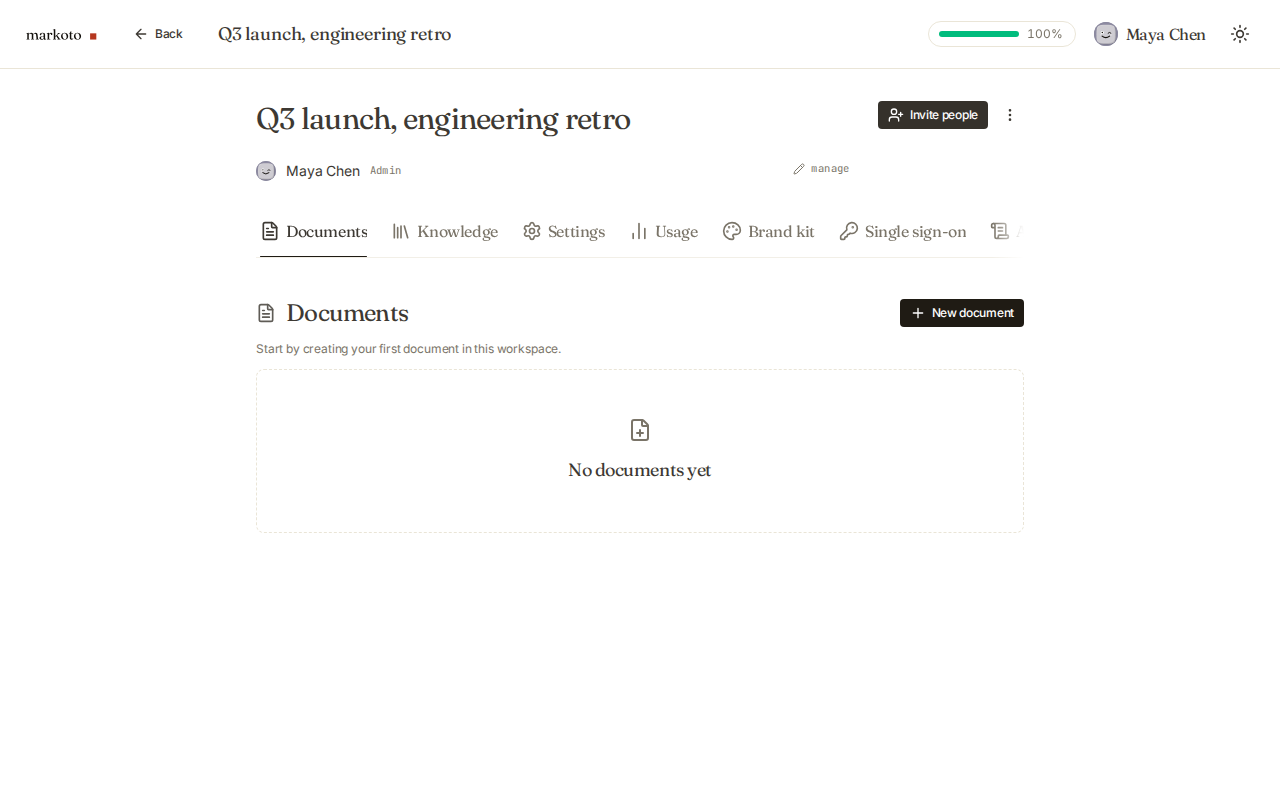 markoto
Back
Q3 launch, engineering retro
100%
Maya Chen
Q3 launch, engineering retro
Invite people
Maya Chen Admin
manage
Documents Knowledge Settings Usage Brand kit Single sign-on
Documents
New document
Start by creating your first document in this workspace.
No documents yet